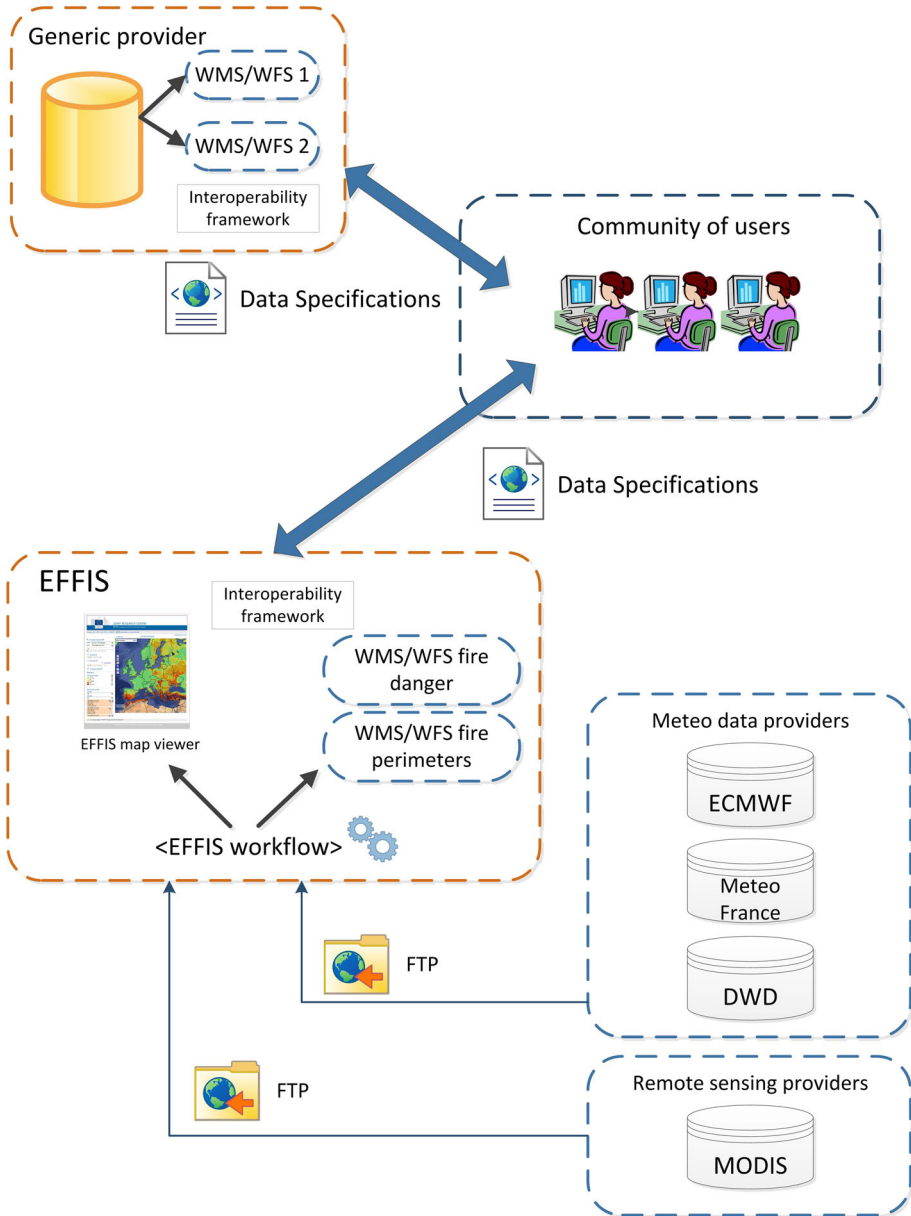 Generic provider
WMS/WFS 1
WMS/WFS 2
Interoperability
framework
Data Specifications
Community of users
Data Specifications
EFFIS
Interoperability
framework
EFFIS map viewer
WMS/WFS fire
danger
WMS/WFS fire
perimeters
<EFFIS workflow>
Meteo data providers
ECMWF
Meteo
France
DWD
FTP
FTP
Remote sensing providers
MODIS